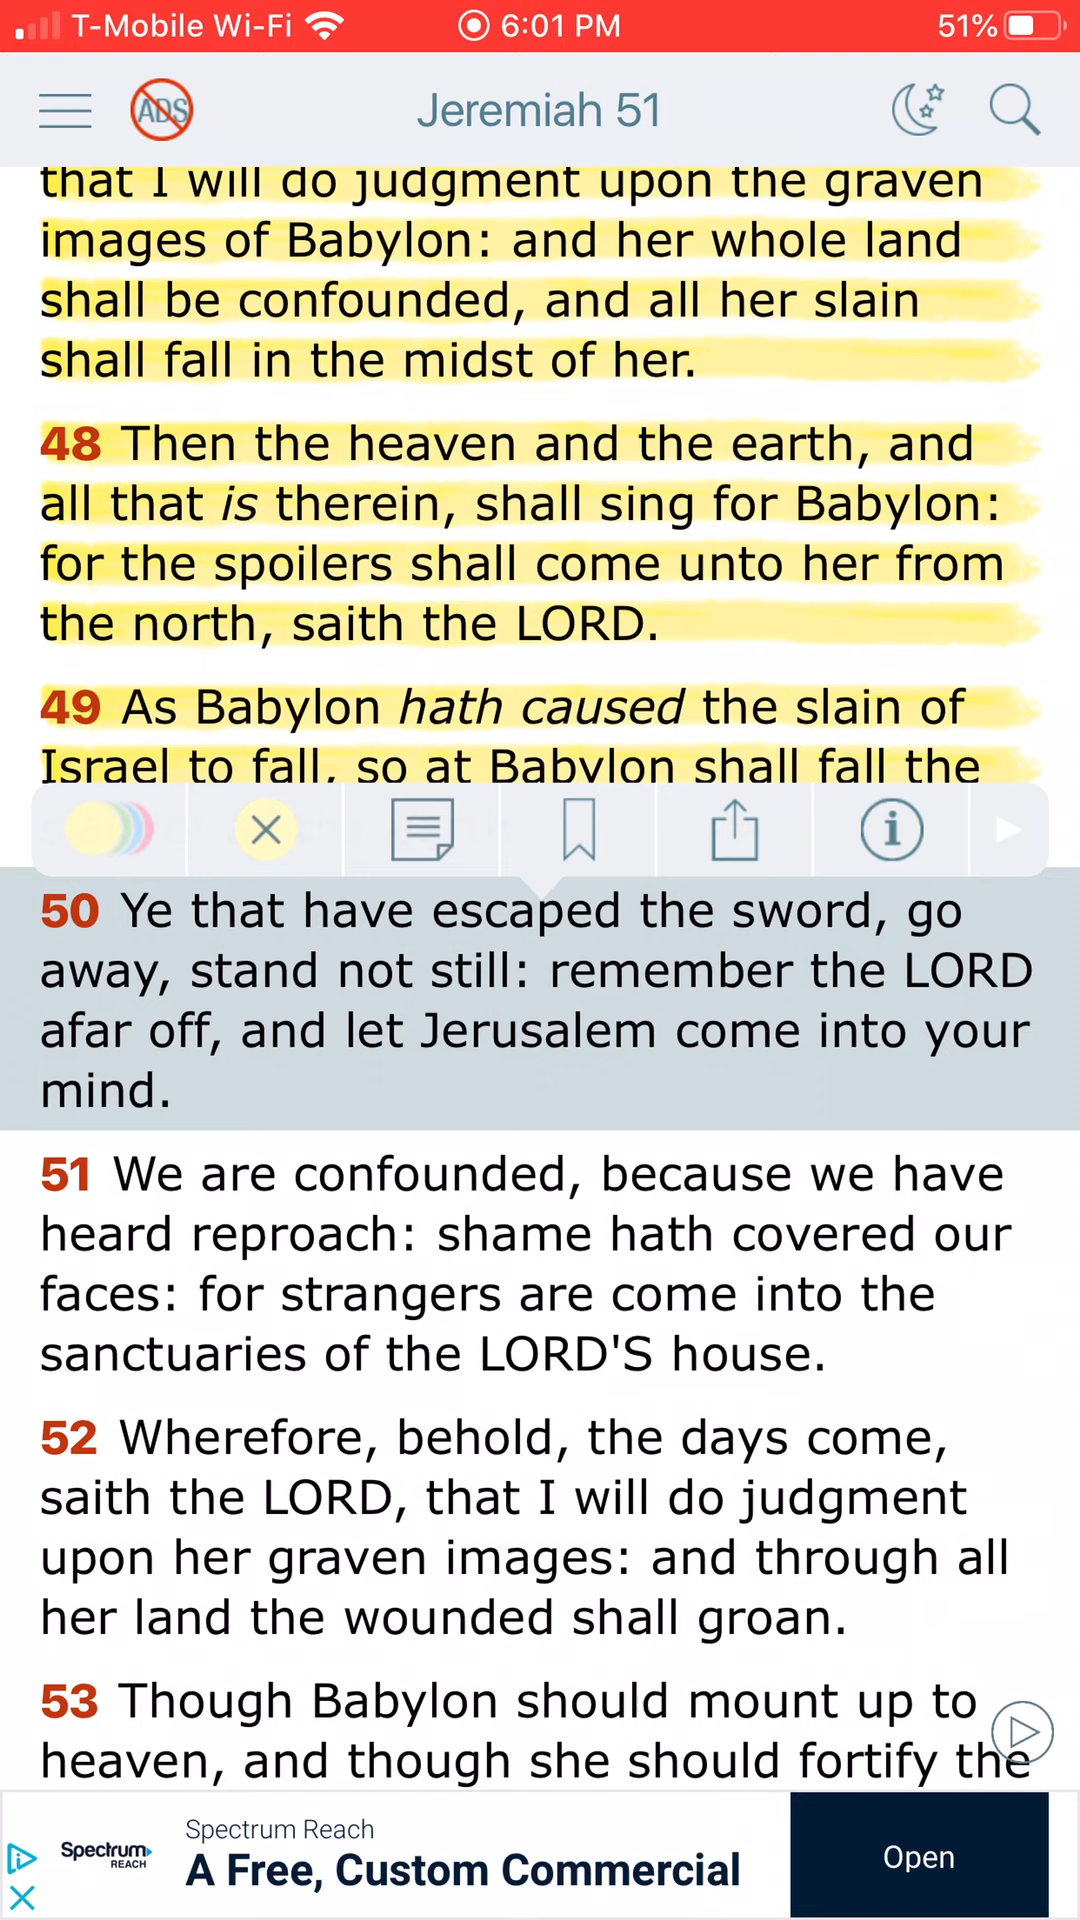 T-Mobile Wi-Fi 6:01 PM 51%
ADS Jeremiah 51
that I will do judgment upon the graven
images of Babylon: and her whole land
shall be confounded, and all her slain
shall fall in the midst of her.
48 Then the heaven and the earth, and
all that is therein, shall sing for Babylon:
for the spoilers shall come unto her from
the north, saith the LORD.
49 As Babylon hath caused the slain of
Israel to fall, so at Babylon shall fall the
50 Ye that have escaped the sword, go
away, stand not still: remember the LORD
afar off, and let Jerusalem come into your
mind.
51 We are confounded, because we have
heard reproach: shame hath covered our
faces: for strangers are come into the
sanctuaries of the LORD'S house.
52 Wherefore, behold, the days come,
saith the LORD, that I will do judgment
upon her graven images: and through all
her land the wounded shall groan.
53 Though Babylon should mount up to
heaven, and though she should fortify the
Spectrum
REACH
Spectrum Reach
A Free, Custom Commercial
Open